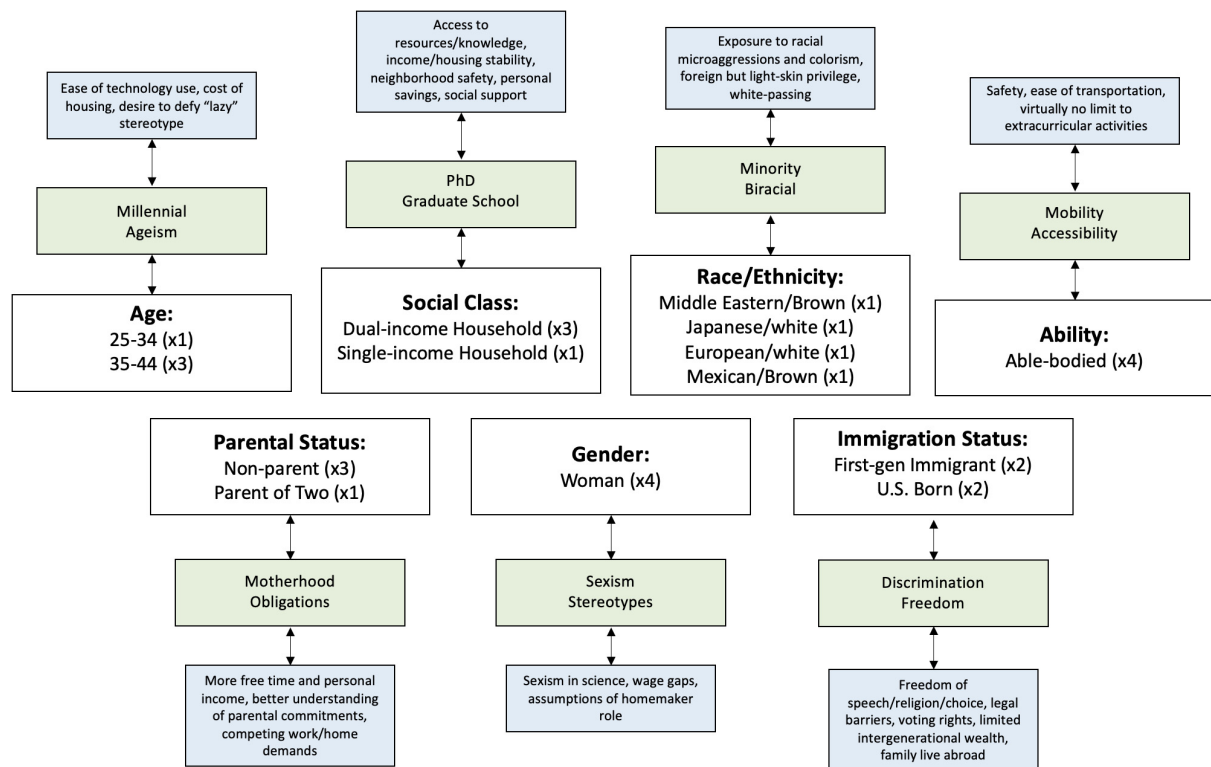 Ease of technology use, cost of
housing, desire to defy “lazy”
stereotype
Millennial
Ageism
Age:
25-34 (x1)
35-44 (x3)
Access to
resources/knowledge,
income/housing stability,
neighborhood safety, personal
savings, social support
PhD
Graduate School
Social Class:
Dual-income Household (x3)
Single-income Household (x1)
Exposure to racial
microaggressions and colorism,
foreign but light-skin privilege,
white-passing
Minority
Biracial
Race/Ethnicity:
Middle Eastern/Brown (x1)
Japanese/white (x1)
European/white (x1)
Mexican/Brown (x1)
Safety, ease of transportation,
virtually no limit to
extracurricular activities
Mobility
Accessibility
Ability:
Able-bodied (x4)
Parental Status:
Non-parent (x3)
Parent of Two (x1)
Motherhood
Obligations
More free time and personal
income, better understanding
of parental commitments,
competing work/home
demands
Gender:
Woman (x4)
Sexism
Stereotypes
Sexism in science, wage gaps,
assumptions of homemaker
role
Immigration Status:
First-gen Immigrant (x2)
U.S. Born (x2)
Discrimination
Freedom
Freedom of
speech/religion/choice, legal
barriers, voting rights, limited
intergenerational wealth,
family live abroad